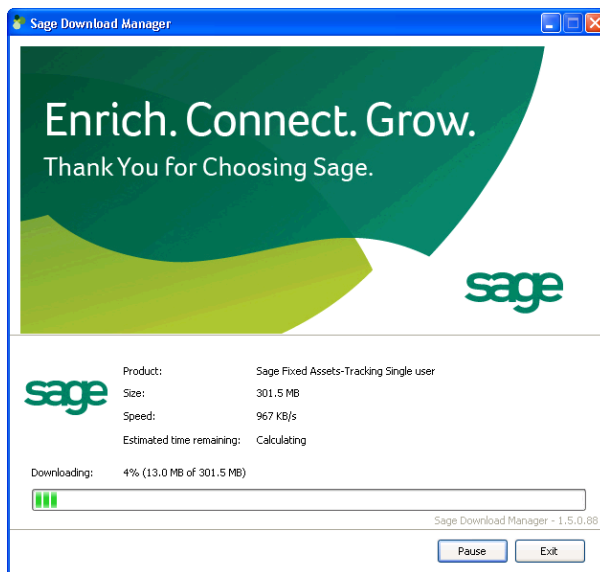 Sage Download Manager
Enrich. Connect. Grow.
Thank You for Choosing Sage.
sage
sage
Product: Sage Fixed Assets-Tracking Single user
Size: 301.5 MB
Speed: 967 KB/s
Estimated time remaining: Calculating
Downloading: 4% (13.0 MB of 301.5 MB)
Sage Download Manager - 1.5.0.88
Pause Exit